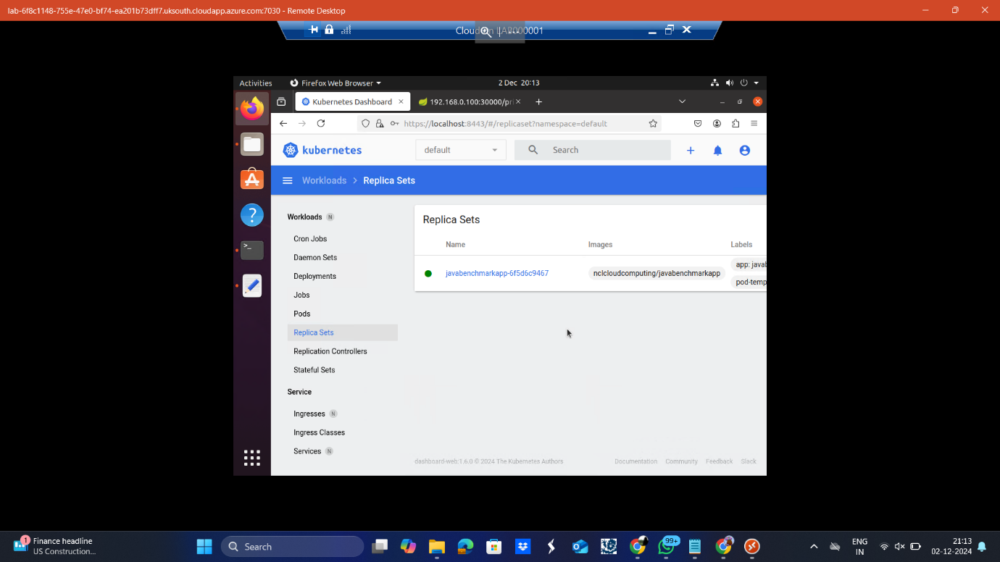 lab-6f8c1148-755e-47e0-bf74-ea201b73dff7.uksouth.cloudapp.azure.com:7030 - Remote Desktop
Activities
Firefox Web Browser
2 Dec 20:13
Kubernetes Dashboard
192.168.0.100:30000/pri
https://localhost:8443/#/replicaset?namespace=default
kubernetes
default
Search
Workloads > Replica Sets
Workloads N
Cron Jobs
Daemon Sets
Deployments
Jobs
Pods
Replica Sets
Replication Controllers
Stateful Sets
Service
Ingresses N
Ingress Classes
Services N
Replica Sets
Name Images Labels
javabenchmarkapp-6f5d6c9467 nclcloudcomputing/javabenchmarkapp app: javab
pod-temp
dashboard-web:1.6.0 © 2024 The Kubernetes Authors
Documentation Community Feedback Slack
1
Finance headline
US Construction...
Search
99+
ENG
IN
21:13
02-12-2024